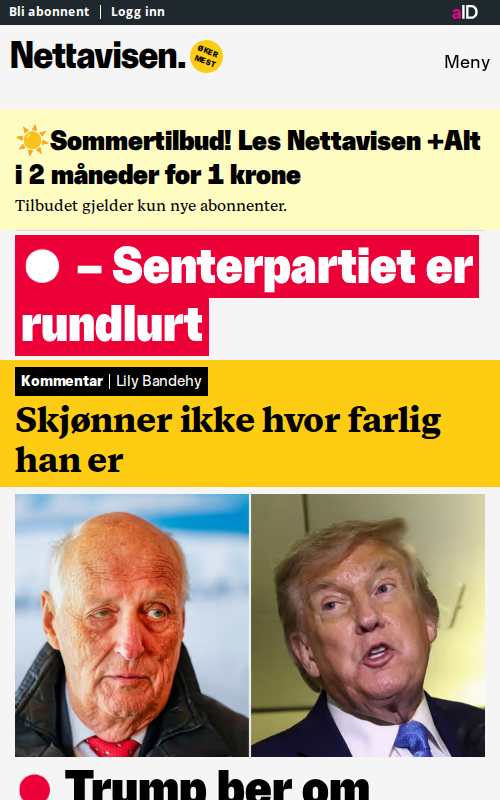 Bli abonnent | Logg inn
aID
Nettavisen.
ØKER
MEST
Meny
Sommertilbud! Les Nettavisen +Alt
i 2 måneder for 1 krone
Tilbudet gjelder kun nye abonnenter.
– Senterpartiet er
rundlurt
Kommentar | Lily Bandehy
Skjønner ikke hvor farlig
han er
Trump ber om